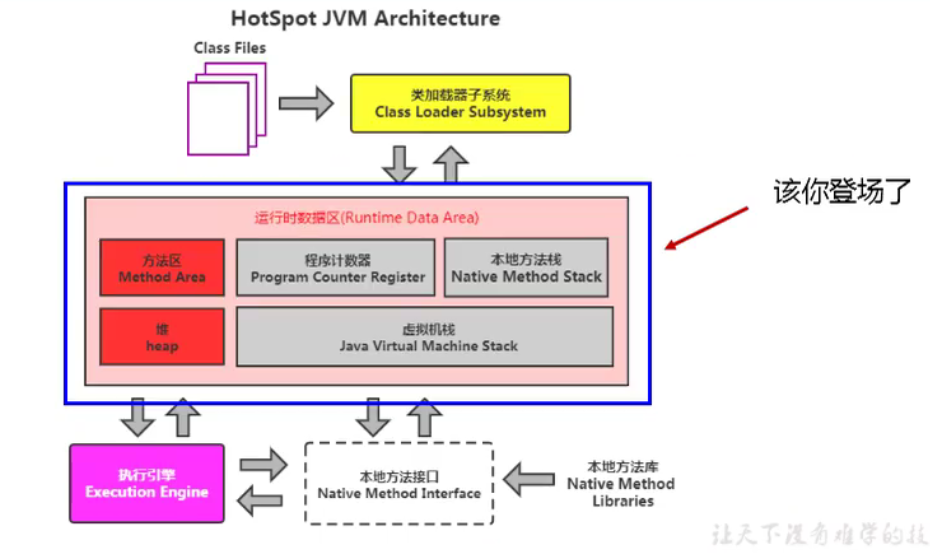 HotSpot JVM Architecture
Class Files
类加载器子系统
Class Loader Subsystem
该你登场了
运行时数据区(Runtime Data Area)
方法区
Method Area
程序计数器
Program Counter Register
本地方法栈
Native Method Stack
堆
heap
虚拟机栈
Java Virtual Machine Stack
执行引擎
Execution Engine
本地方法接口
Native Method Interface
本地方法库
Native Method
Libraries
让天下没有难学的技